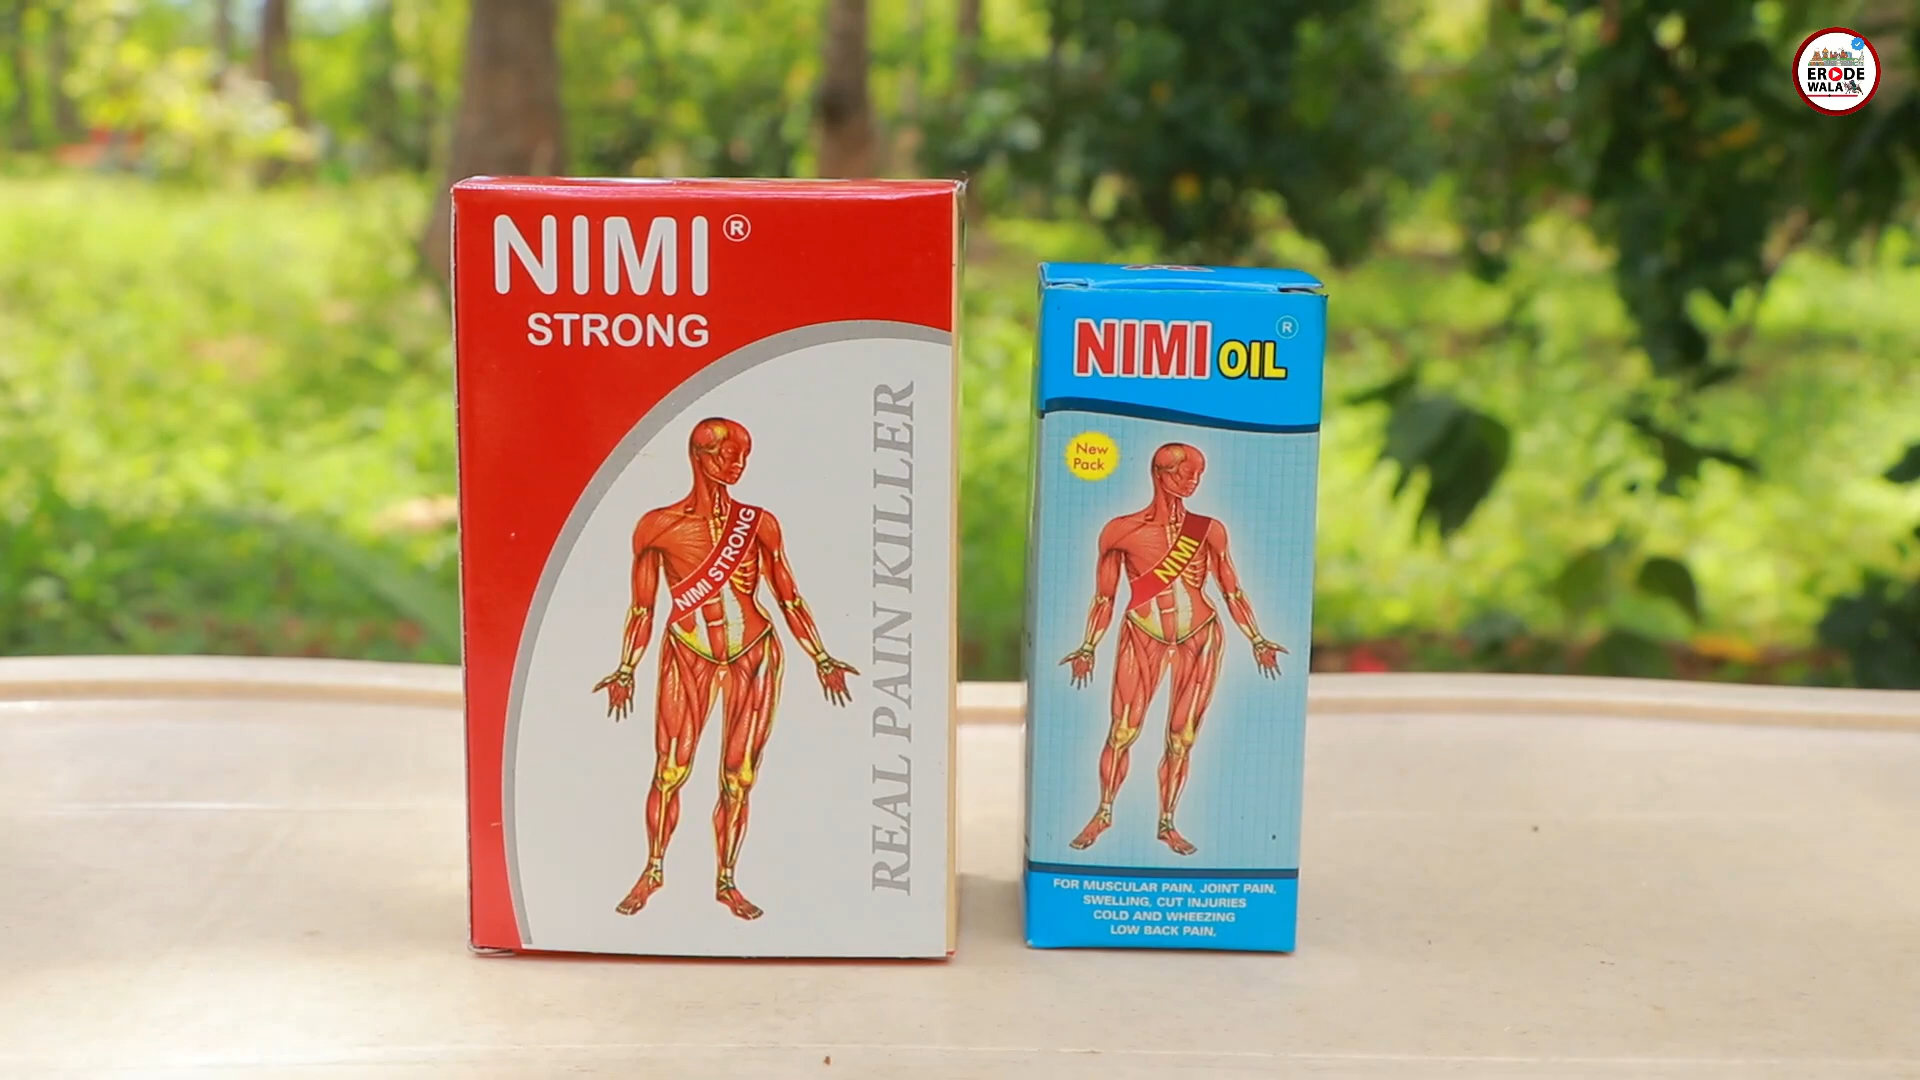 NIMI ®
STRONG
NIMI STRONG
REAL PAIN KILLER
NIMI OIL ®
New
Pack
NIMI
FOR MUSCULAR PAIN, JOINT PAIN,
SWELLING, CUT INJURIES
COLD AND WHEEZING
LOW BACK PAIN.
ERODE
WALA